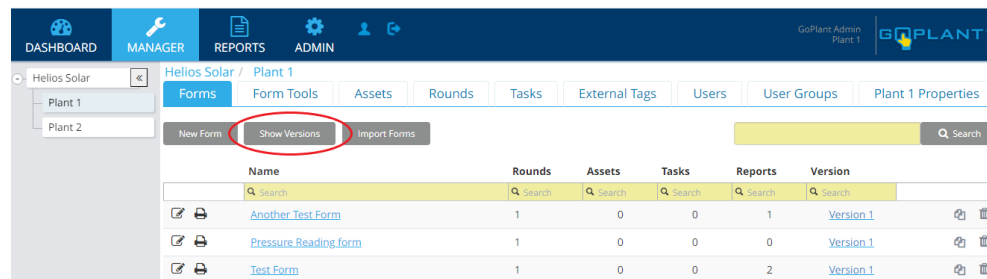 GoPlant Admin
Plant 1
GOPLANT
DASHBOARD MANAGER REPORTS ADMIN
Helios Solar
Plant 1
Plant 2
Helios Solar / Plant 1
Forms Form Tools Assets Rounds Tasks External Tags Users User Groups Plant 1 Properties
New Form Show Versions Import Forms Search
Name Rounds Assets Tasks Reports Version
Search Search Search Search Search Search
Another Test Form 1 0 0 1 Version 1
Pressure Reading form 1 0 0 0 Version 1
Test Form 1 0 0 2 Version 1